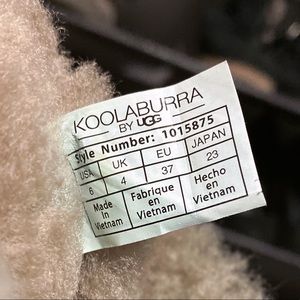 KOOLABURRA
BY UGG
Style Number: 1015875
USA UK EU JAPAN
6 4 37 23
Made in Vietnam Fabrique en Vietnam Hecho en Vietnam